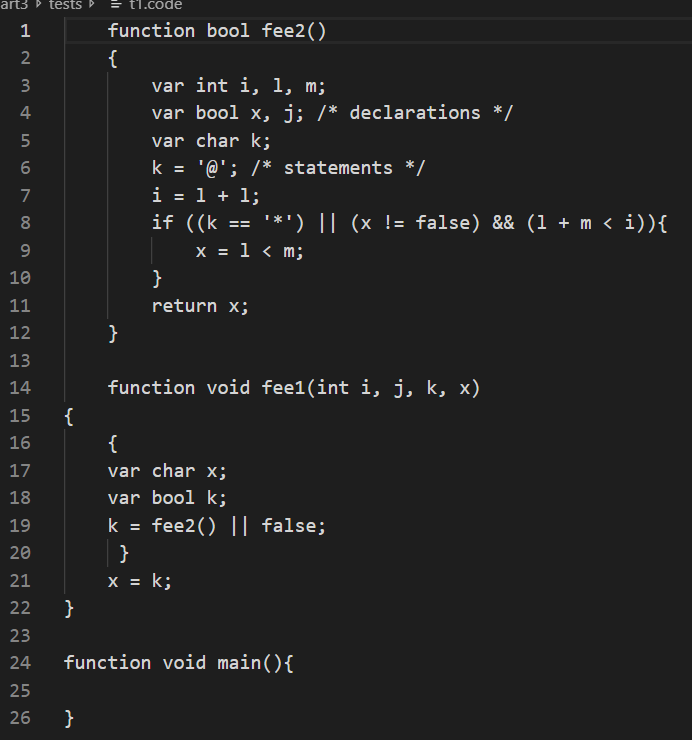 art3 > tests > ≡ t1.code
1 function bool fee2()
2 {
3 var int i, l, m;
4 var bool x, j; /* declarations */
5 var char k;
6 k = '@'; /* statements */
7 i = l + l;
8 if ((k == '*') || (x != false) && (l + m < i)){
9 x = l < m;
10 }
11 return x;
12 }
13
14 function void fee1(int i, j, k, x)
15 {
16 {
17 var char x;
18 var bool k;
19 k = fee2() || false;
20 }
21 x = k;
22 }
23
24 function void main(){
25
26 }